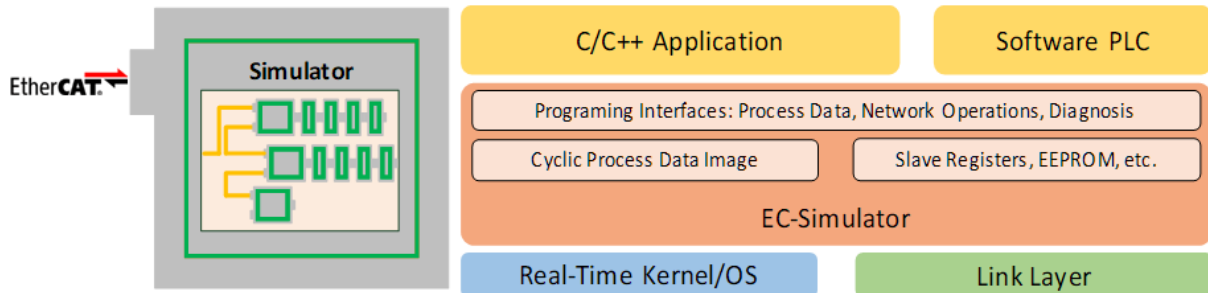 EtherCAT®
Simulator
C/C++ Application
Software PLC
Programing Interfaces: Process Data, Network Operations, Diagnosis
Cyclic Process Data Image
Slave Registers, EEPROM, etc.
EC-Simulator
Real-Time Kernel/OS
Link Layer